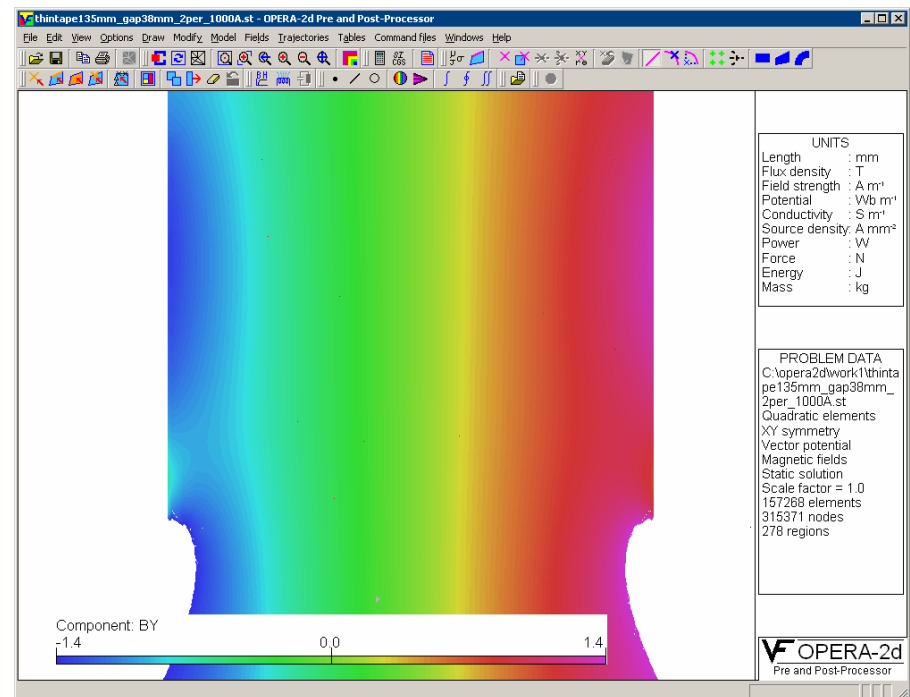 thintape135mm_gap38mm_2per_1000A.st - OPERA-2d Pre and Post-Processor
File Edit View Options Draw Modify Model Fields Trajectories Tables Command files Windows Help
UNITS
Length : mm
Flux density : T
Field strength : A m⁻¹
Potential : Wb m⁻¹
Conductivity : S m⁻¹
Source density: A mm⁻²
Power : W
Force : N
Energy : J
Mass : kg
PROBLEM DATA
C:\opera2d\work1\thinta
pe135mm_gap38mm_
2per_1000A.st
Quadratic elements
XY symmetry
Vector potential
Magnetic fields
Static solution
Scale factor = 1.0
157268 elements
315371 nodes
278 regions
Component: BY
-1.4 0.0 1.4
VF OPERA-2d
Pre and Post-Processor